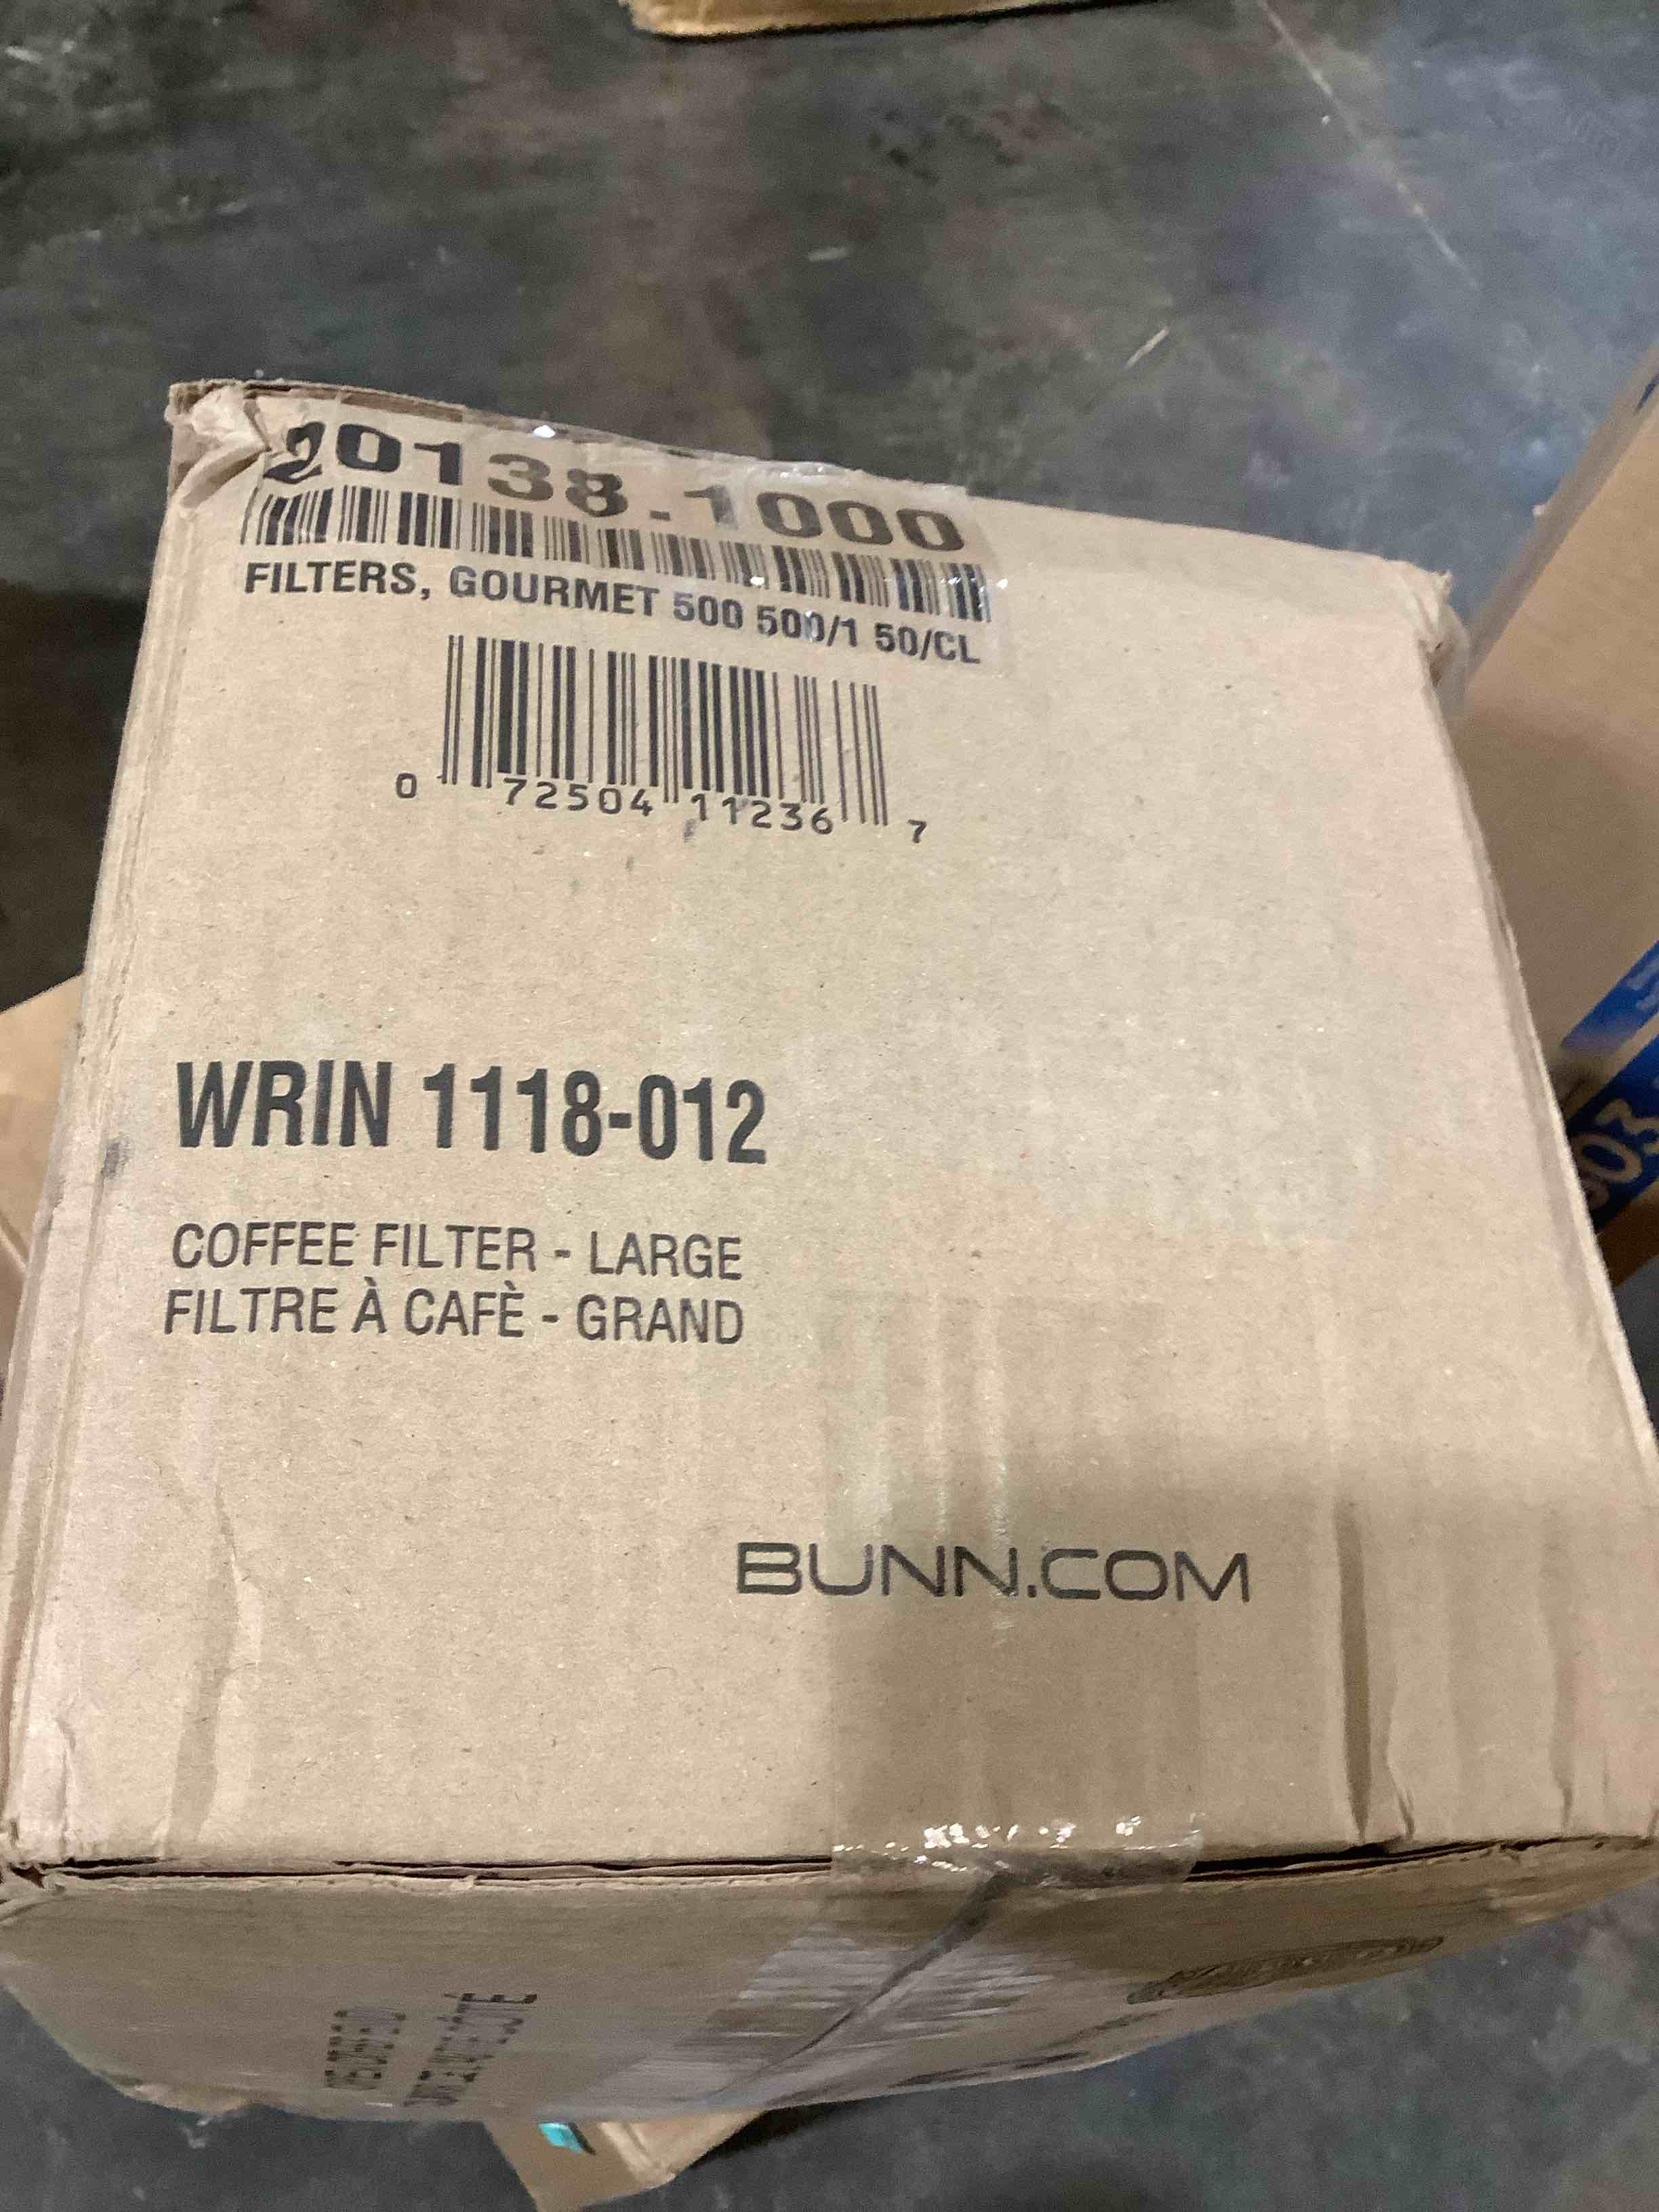 20138.1000
FILTERS, GOURMET 500 500/1 50/CL
0 72504 11236 7
WRIN 1118-012
COFFEE FILTER - LARGE
FILTRE À CAFÈ - GRAND
BUNN.COM
03